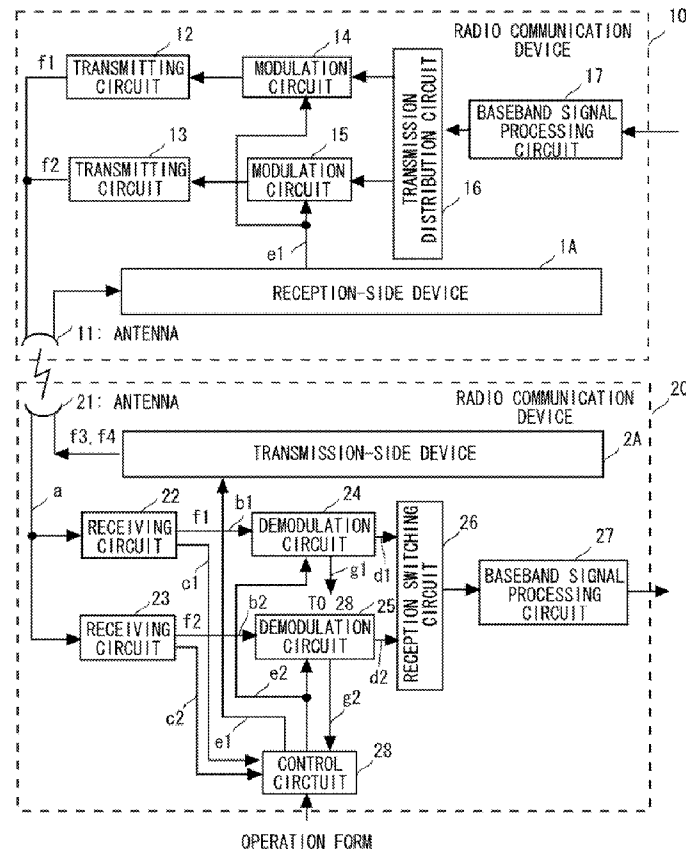 RADIO COMMUNICATION
DEVICE
10
12
14
f1
TRANSMITTING
CIRCUIT
MODULATION
CIRCUIT
17
BASEBAND SIGNAL
PROCESSING
CIRCUIT
13
15
f2
TRANSMITTING
CIRCUIT
MODULATION
CIRCUIT
TRANSMISSION
DISTRIBUTION CIRCUIT
16
e1
1A
RECEPTION-SIDE DEVICE
11: ANTENNA
21: ANTENNA
RADIO COMMUNICATION
DEVICE
20
f3, f4
TRANSMISSION-SIDE DEVICE
2A
a
22
f1
b1
24
RECEIVING
CIRCUIT
DEMODULATION
CIRCUIT
26
c1
g1
d1
27
BASEBAND SIGNAL
PROCESSING
CIRCUIT
23
f2
b2
TO 28
25
RECEIVING
CIRCUIT
DEMODULATION
CIRCUIT
RECEPTION SWITCHING
CIRCUIT
d2
e2
c2
e1
g2
CONTROL
CIRCTUIT
28
OPERATION FORM